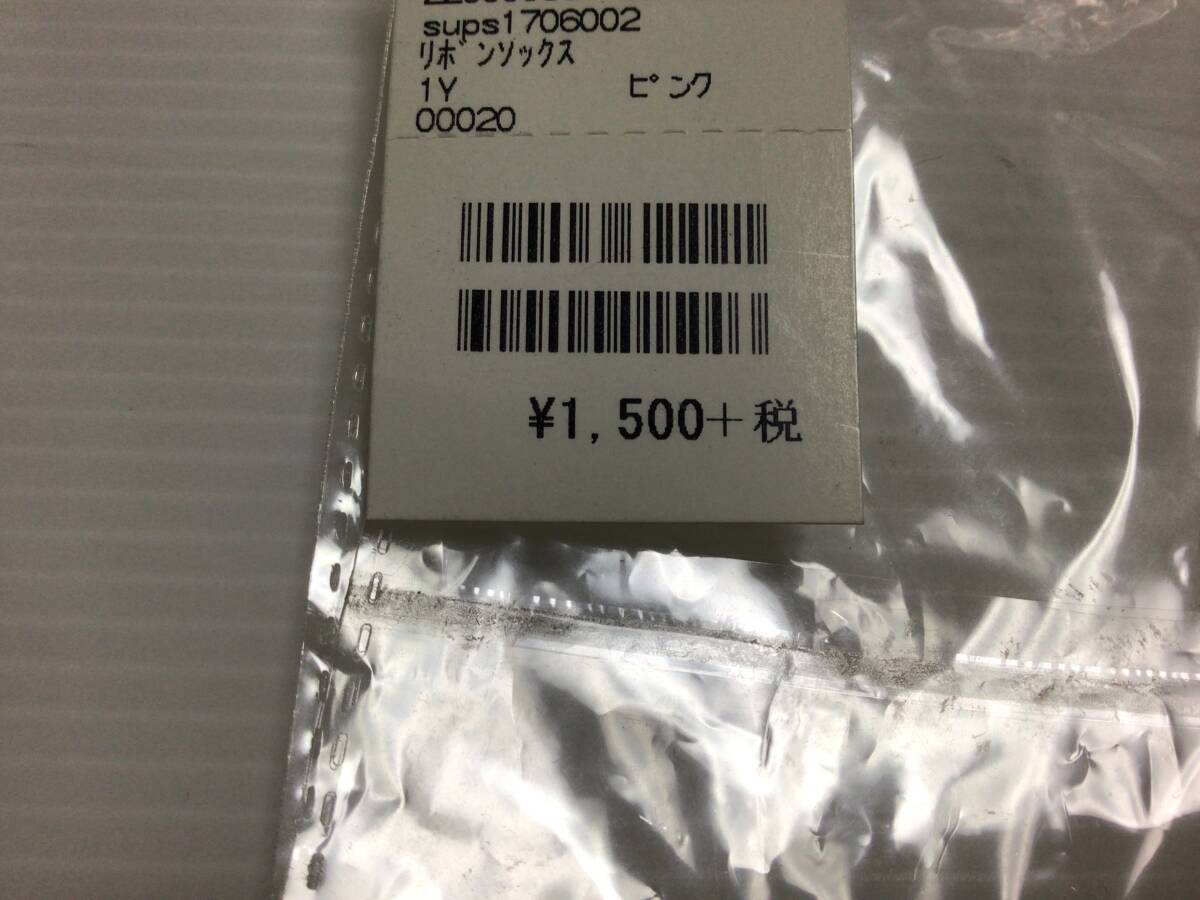 sups1706002
ﾘﾎﾞﾝｿｯｸｽ
1Y ﾋﾟﾝｸ
00020
¥1,500+税